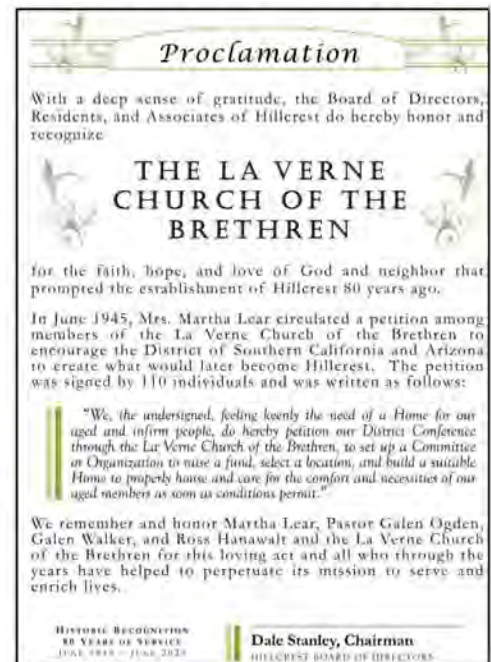 Proclamation
With a deep sense of gratitude, the Board of Directors,
Residents, and Associates of Hillcrest do hereby honor and
recognize
THE LA VERNE
CHURCH OF THE
BRETHREN
for the faith, hope, and love of God and neighbor that
prompted the establishment of Hillcrest 80 years ago.
In June 1945, Mrs. Martha Lear circulated a petition among
members of the La Verne Church of the Brethren to
encourage the District of Southern California and Arizona
to create what would later become Hillcrest. The petition
was signed by 110 individuals and was written as follows:
"We, the undersigned, feeling keenly the need of a Home for our
aged and infirm people, do hereby petition our District Conference
through the La Verne Church of the Brethren, to set up a Committee
or Organization to raise a fund, select a location, and build a suitable
Home to properly house and care for the comfort and necessities of our
aged members as soon as conditions permit."
We remember and honor Martha Lear, Pastor Galen Ogden,
Galen Walker, and Ross Hanawalt and the La Verne Church
of the Brethren for this loving act and all who through the
years have helped to perpetuate its mission to serve and
enrich lives.
HISTORIC RECOGNITION
80 YEARS OF SERVICE
JUNE 1945 – JUNE 2025
Dale Stanley, Chairman
HILLCREST BOARD OF DIRECTORS